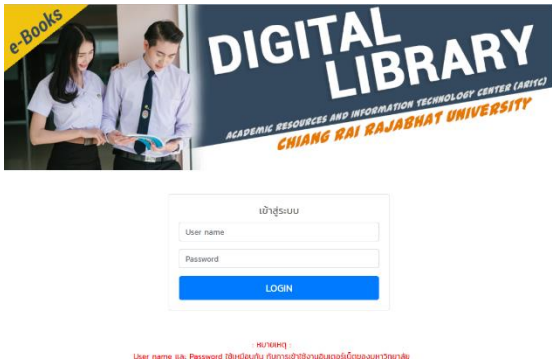 e-Books
DIGITAL
LIBRARY
ACADEMIC RESOURCES AND INFORMATION TECHNOLOGY CENTER (ARITC)
CHIANG RAI RAJABHAT UNIVERSITY
เข้าสู่ระบบ
User name
Password
LOGIN
: หมายเหตุ :
User name และ Password ใช้เหมือนกัน กับการเข้าใช้งานอินเตอร์เน็ตของมหาวิทยาลัย